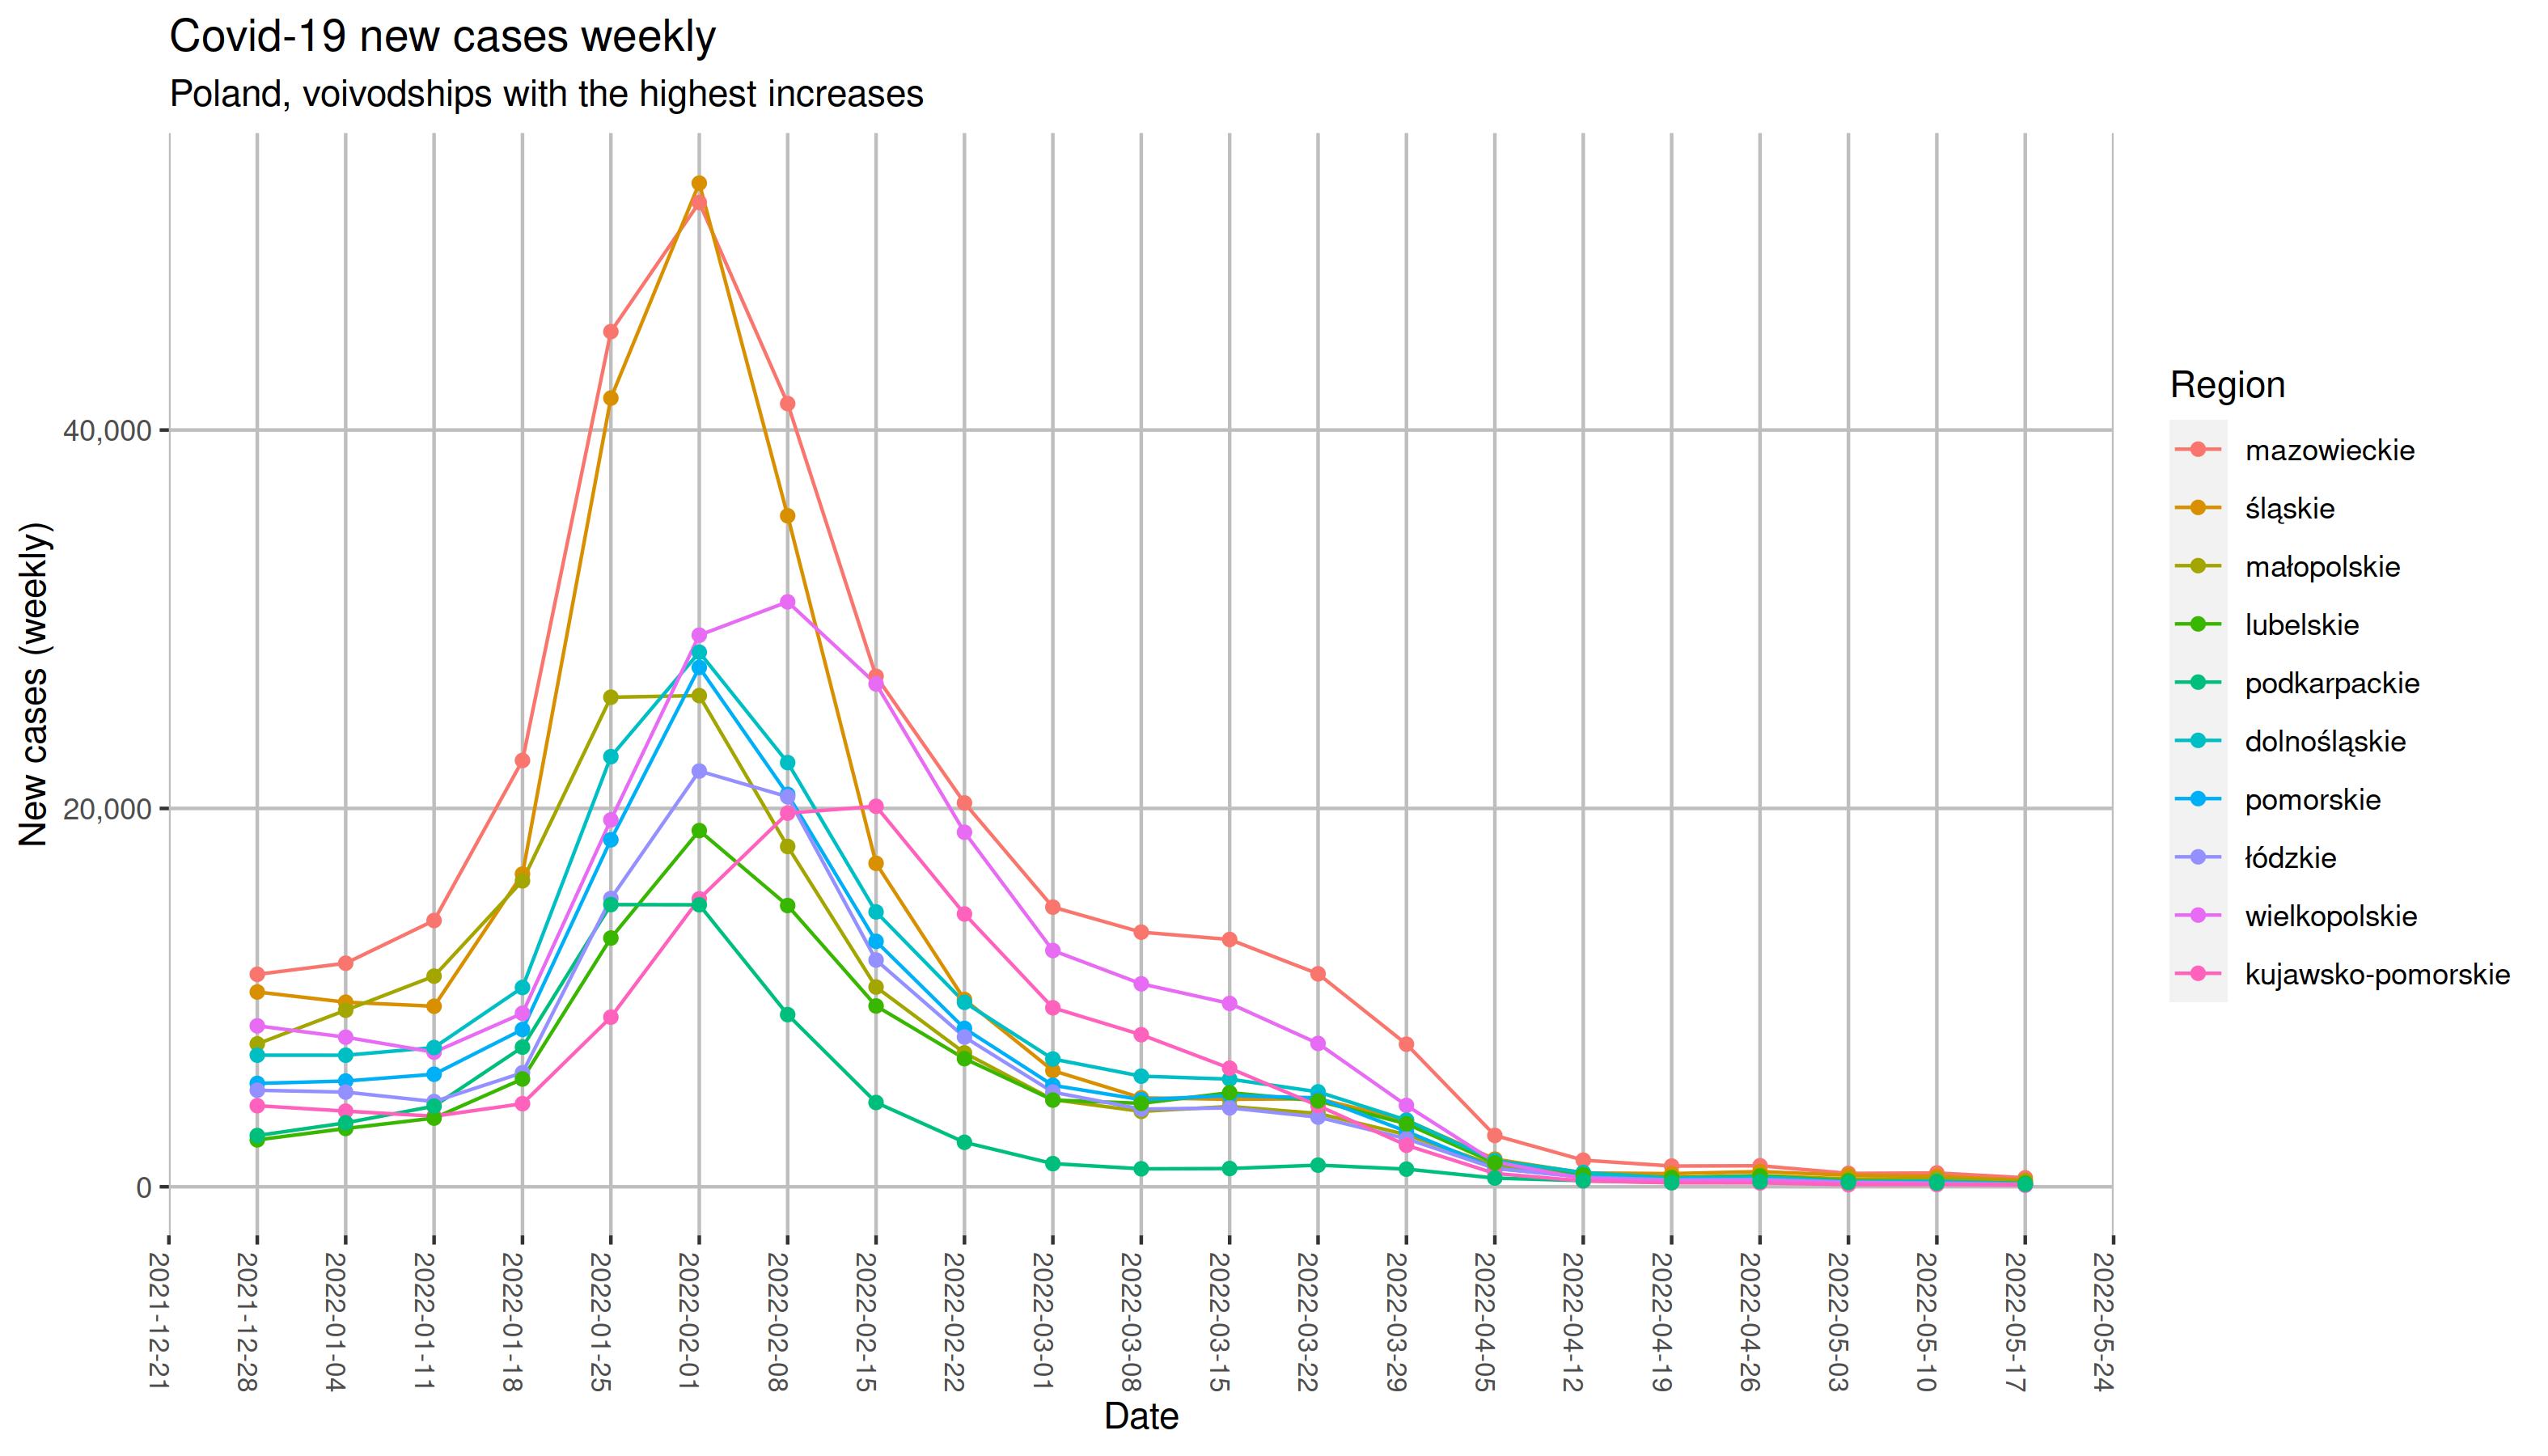 Covid-19 new cases weekly
Poland, voivodships with the highest increases
New cases (weekly)
40,000
20,000
0
2021-12-21
2021-12-28
2022-01-04
2022-01-11
2022-01-18
2022-01-25
2022-02-01
2022-02-08
2022-02-15
2022-02-22
2022-03-01
2022-03-08
2022-03-15
2022-03-22
2022-03-29
2022-04-05
2022-04-12
2022-04-19
2022-04-26
2022-05-03
2022-05-10
2022-05-17
2022-05-24
Date
Region
mazowieckie
śląskie
małopolskie
lubelskie
podkarpackie
dolnośląskie
pomorskie
łódzkie
wielkopolskie
kujawsko-pomorskie